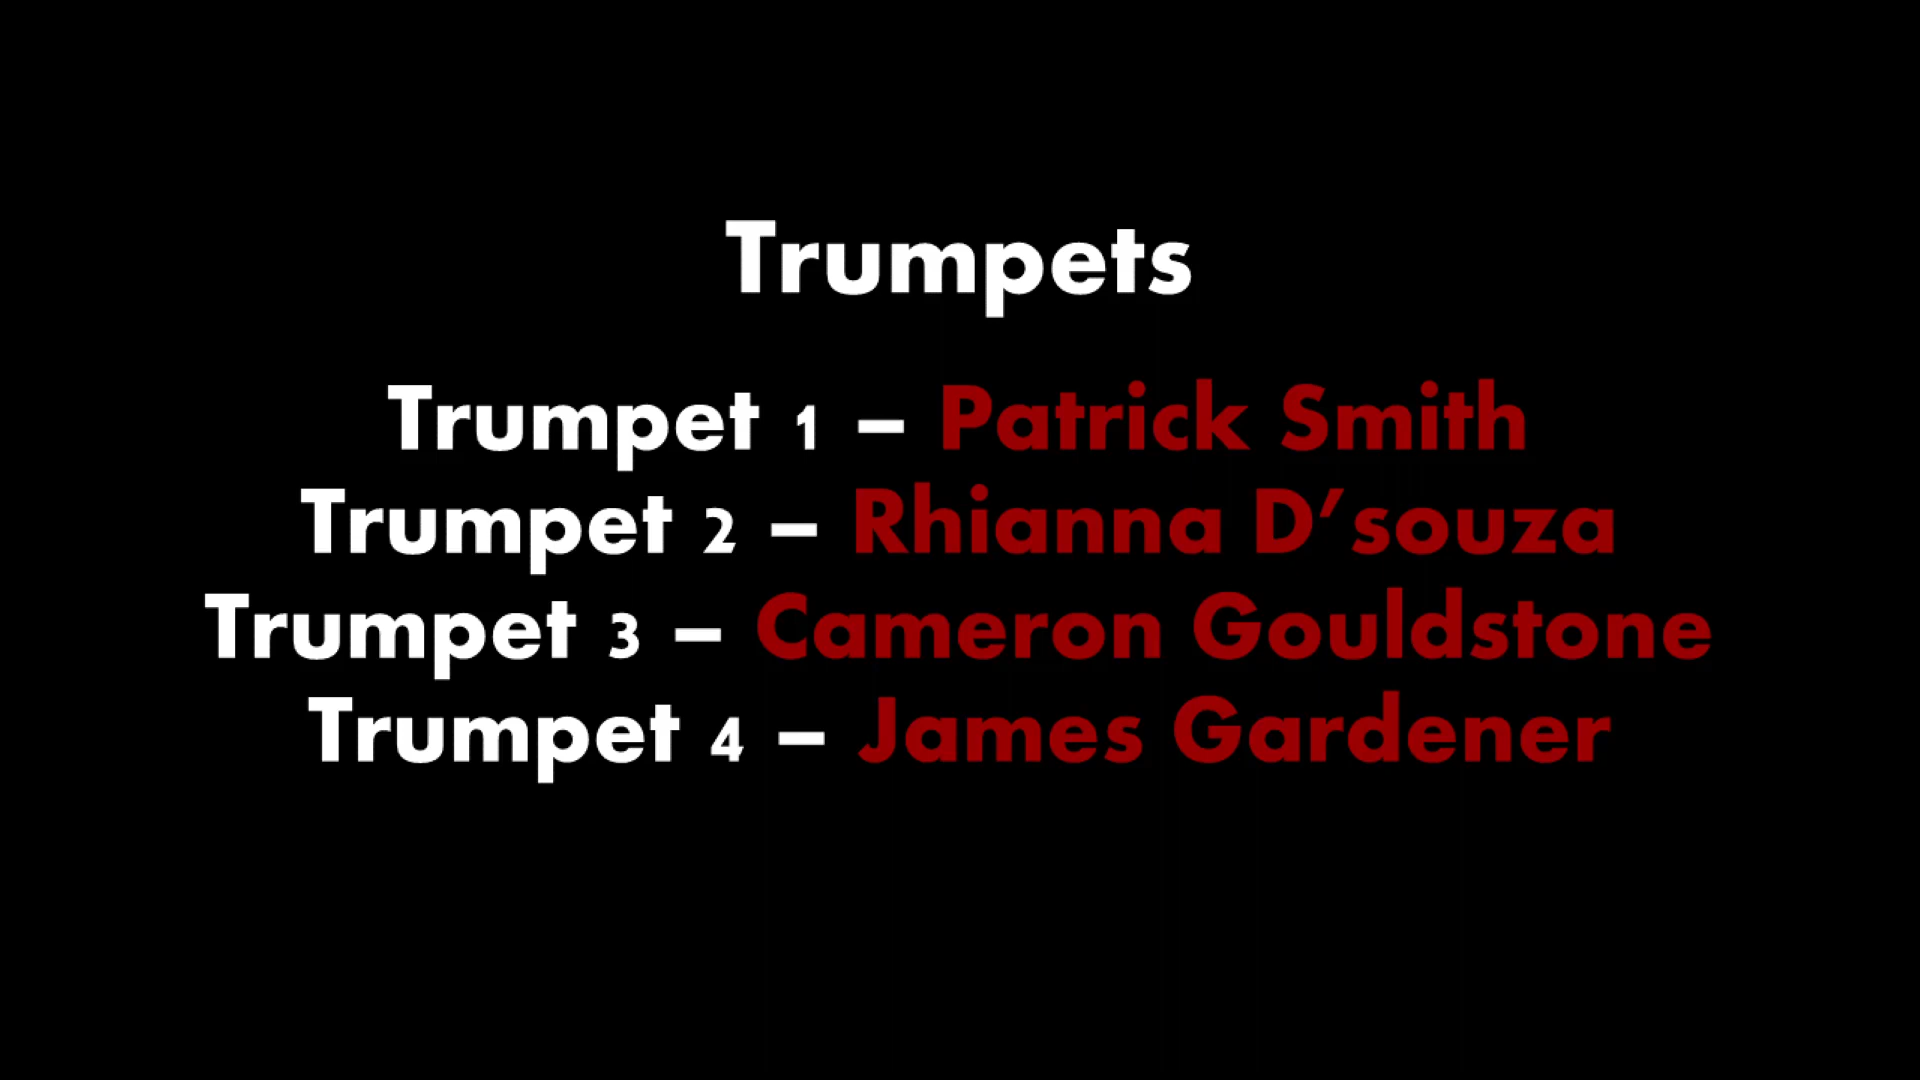 Trumpets
Trumpet 1 – Patrick Smith
Trumpet 2 – Rhianna D’souza
Trumpet 3 – Cameron Gouldstone
Trumpet 4 – James Gardener